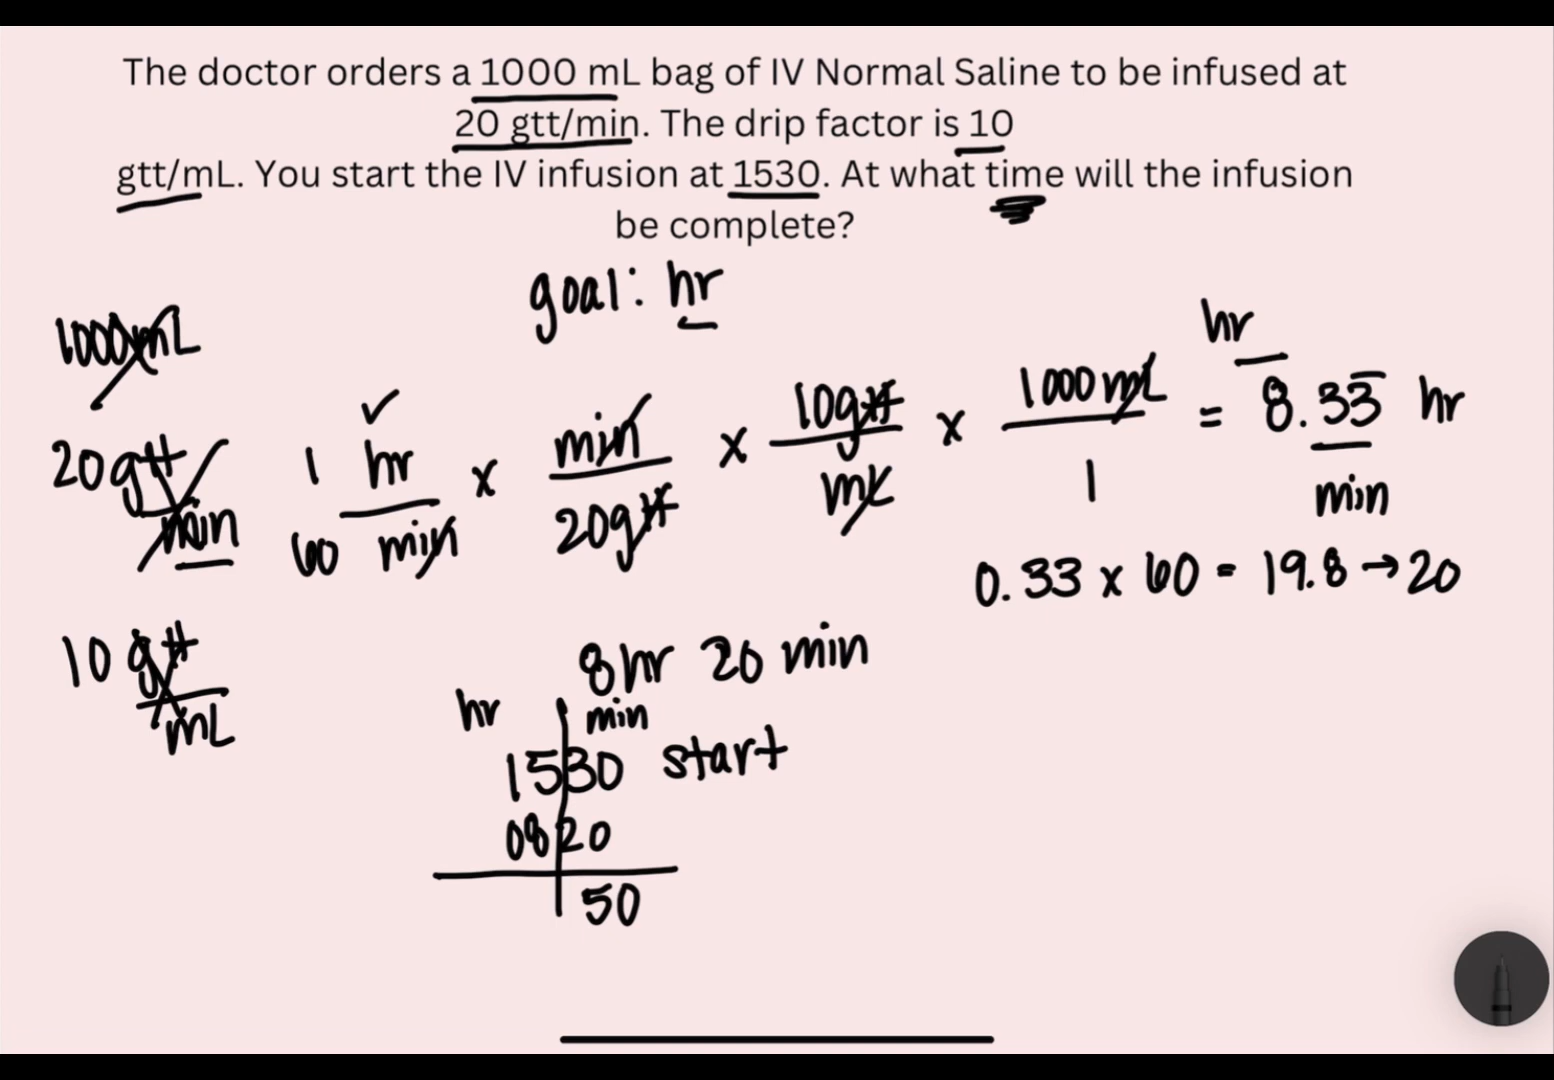 The doctor orders a 1000 mL bag of IV Normal Saline to be infused at
20 gtt/min. The drip factor is 10
gtt/mL. You start the IV infusion at 1530. At what time will the infusion
be complete?
goal: hr
1000 mL
20 gtt/min
10 gtt/mL
1 hr/60 min x min/20 gtt x 10 gtt/mL x 1000 mL/1 = 8.33 hr
hr
min
0.33 x 60 = 19.8 → 20
8 hr 20 min
hr min
1530 start
0820
50